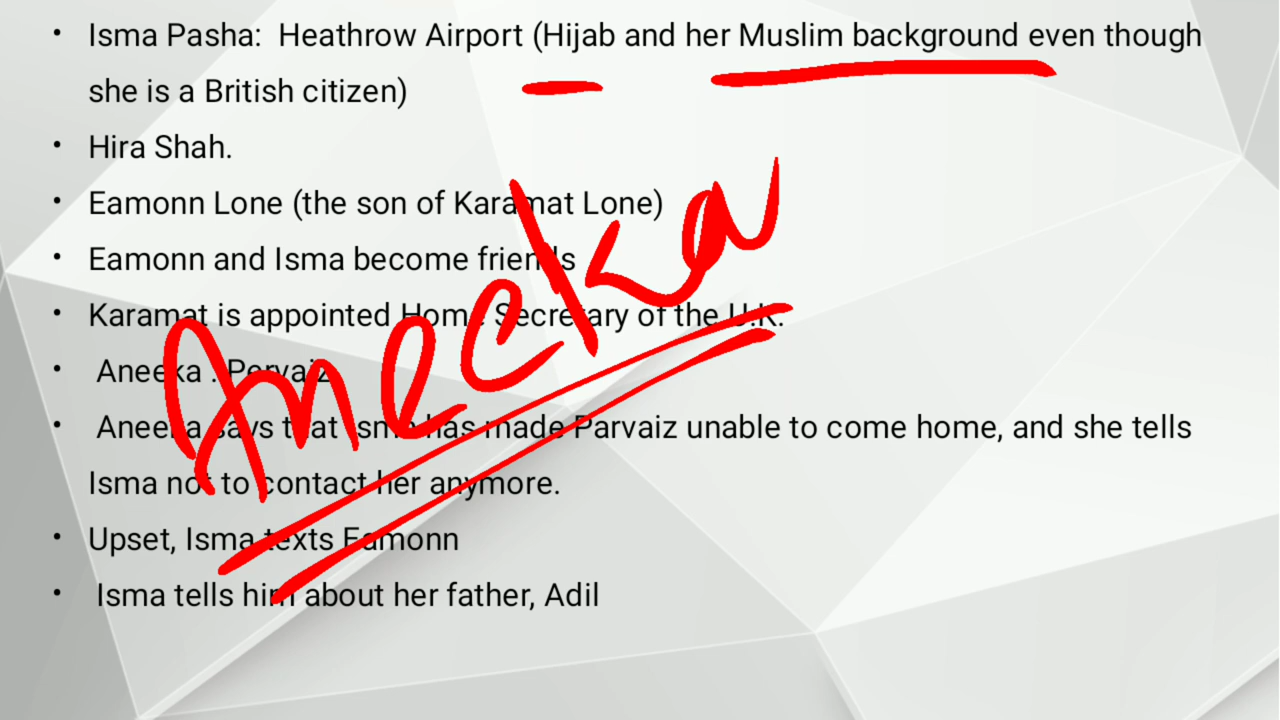 • Isma Pasha: Heathrow Airport (Hijab and her Muslim background even though
she is a British citizen)
• Hira Shah.
• Eamonn Lone (the son of Karamat Lone)
• Eamonn and Isma become friends
• Karamat is appointed Home Secretary of the U.K.
• Aneeka . Pervaiz
• Aneeka says that Isma has made Parvaiz unable to come home, and she tells
Isma not to contact her anymore.
• Upset, Isma texts Eamonn
• Isma tells him about her father, Adil
Aneeka